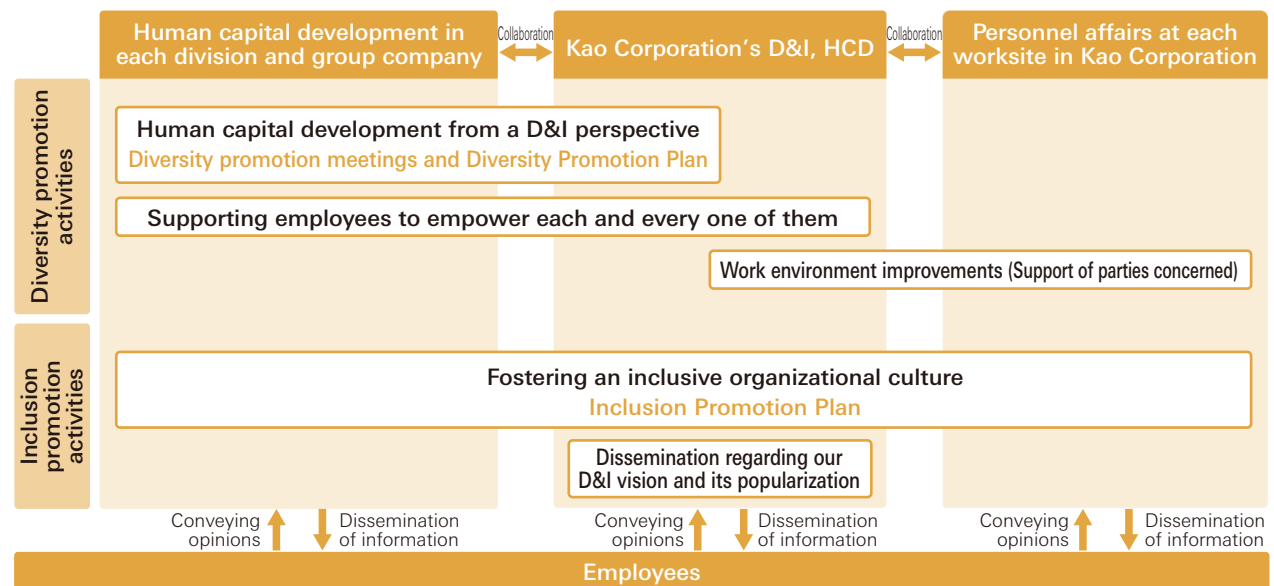 Human capital development in
each division and group company
Collaboration
Kao Corporation's D&I, HCD
Collaboration
Personnel affairs at each
worksite in Kao Corporation
Diversity promotion
activities
Human capital development from a D&I perspective
Diversity promotion meetings and Diversity Promotion Plan
Supporting employees to empower each and every one of them
Work environment improvements (Support of parties concerned)
Inclusion
promotion
activities
Fostering an inclusive organizational culture
Inclusion Promotion Plan
Dissemination regarding our
D&I vision and its popularization
Conveying
opinions
Dissemination
of information
Conveying
opinions
Dissemination
of information
Conveying
opinions
Dissemination
of information
Employees